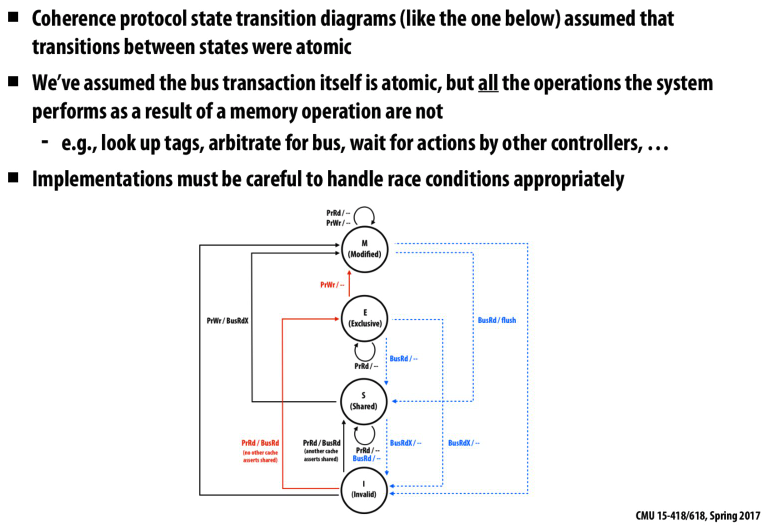 Coherence protocol state transition diagrams (like the one below) assumed that
transitions between states were atomic
We’ve assumed the bus transaction itself is atomic, but all the operations the system
performs as a result of a memory operation are not
- e.g., look up tags, arbitrate for bus, wait for actions by other controllers, …
Implementations must be careful to handle race conditions appropriately
PrRd / --
PrWr / --
M
(Modified)
PrWr / --
E
(Exclusive)
PrWr / BusRdX
BusRd / flush
PrRd / --
BusRd / --
S
(Shared)
PrRd / BusRd
(no other cache
asserts shared)
PrRd / BusRd
(another cache
asserts shared)
PrRd / --
BusRd / --
BusRdX / --
BusRdX / --
I
(Invalid)
CMU 15-418/618, Spring 2017